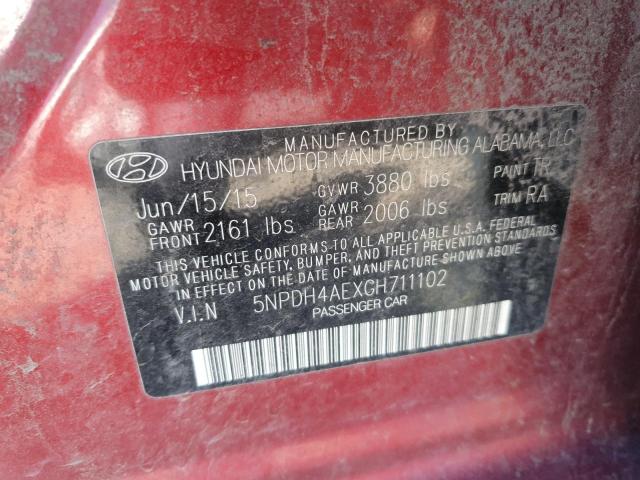 MANUFACTURED BY
HYUNDAI MOTOR MANUFACTURING ALABAMA, LLC
Jun/15/15 GVWR 3880 lbs PAINT TR
GAWR FRONT 2161 lbs GAWR REAR 2006 lbs TRIM RA
THIS VEHICLE CONFORMS TO ALL APPLICABLE U.S.A. FEDERAL
MOTOR VEHICLE SAFETY, BUMPER, AND THEFT PREVENTION STANDARDS
IN EFFECT ON THE DATE OF MANUFACTURE SHOWN ABOVE.
V.I.N 5NPDH4AEXGH711102
PASSENGER CAR